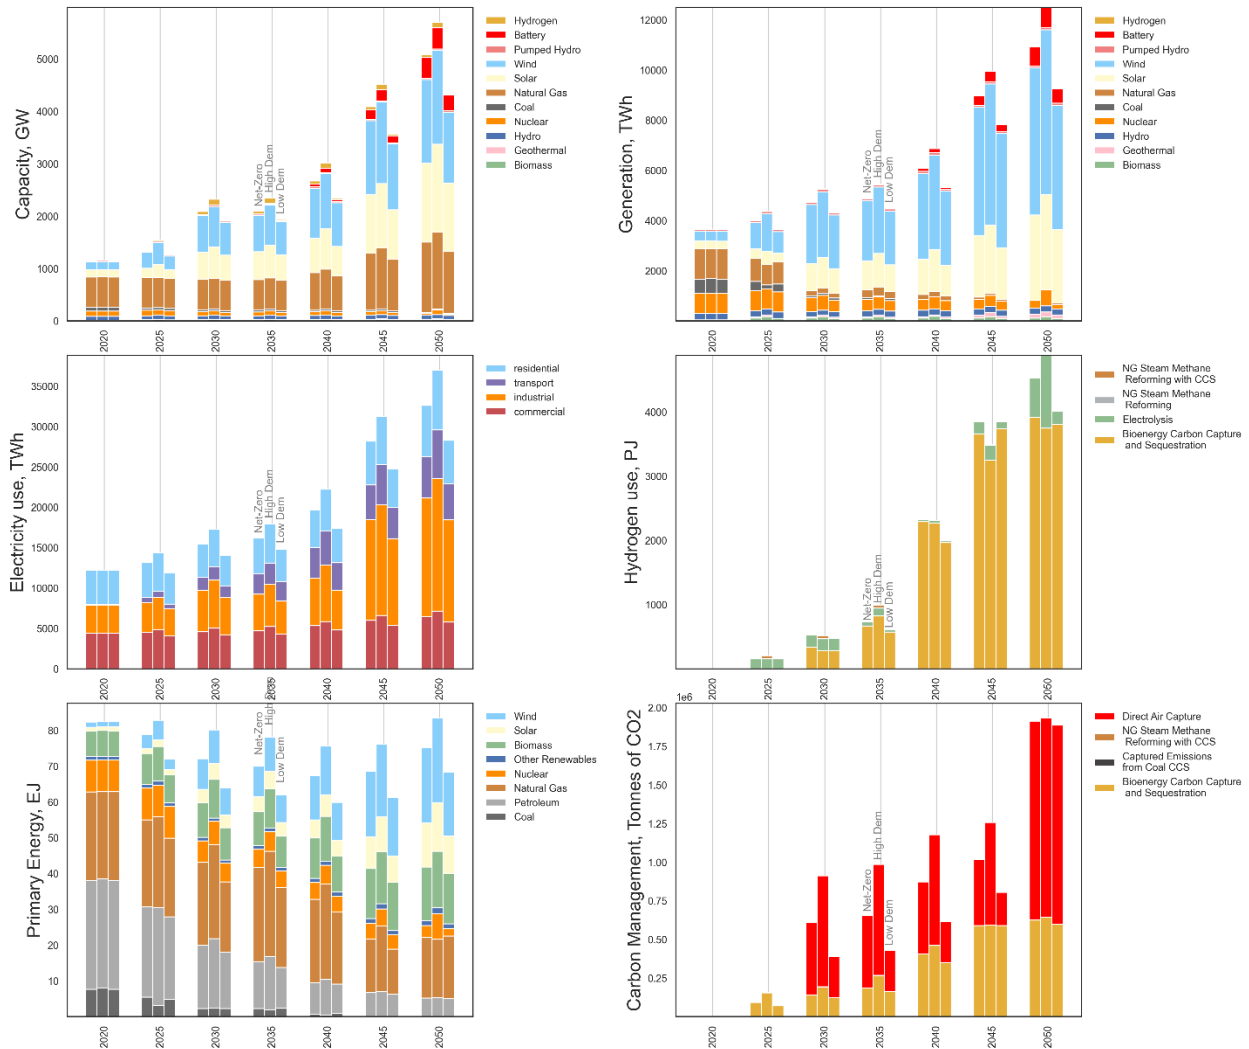 Capacity, GW
5000
4000
3000
2000
1000
0
Net-Zero
High Dem
Low Dem
2020
2025
2030
2035
2040
2045
2050
Hydrogen
Battery
Pumped Hydro
Wind
Solar
Natural Gas
Coal
Nuclear
Hydro
Geothermal
Biomass
Generation, TWh
12000
10000
8000
6000
4000
2000
Net-Zero
High Dem
Low Dem
2020
2025
2030
2035
2040
2045
2050
Hydrogen
Battery
Pumped Hydro
Wind
Solar
Natural Gas
Coal
Nuclear
Hydro
Geothermal
Biomass
Electricity use, TWh
35000
30000
25000
20000
15000
10000
5000
0
Net-Zero
High Dem
Low Dem
2020
2025
2030
2035
2040
2045
2050
residential
transport
industrial
commercial
Hydrogen use, PJ
4000
3000
2000
1000
Net-Zero
High Dem
Low Dem
2020
2025
2030
2035
2040
2045
2050
NG Steam Methane
Reforming with CCS
NG Steam Methane
Reforming
Electrolysis
Bioenergy Carbon Capture
and Sequestration
Primary Energy, EJ
80
70
60
50
40
30
20
10
Net-Zero
High Dem
Low Dem
2020
2025
2030
2035
2040
2045
2050
Wind
Solar
Biomass
Other Renewables
Nuclear
Natural Gas
Petroleum
Coal
Carbon Management, Tonnes of CO2
1e6
2.00
1.75
1.50
1.25
1.00
0.75
0.50
0.25
Net-Zero
High Dem
Low Dem
2020
2025
2030
2035
2040
2045
2050
Direct Air Capture
NG Steam Methane
Reforming with CCS
Captured Emissions
from Coal CCS
Bioenergy Carbon Capture
and Sequestration